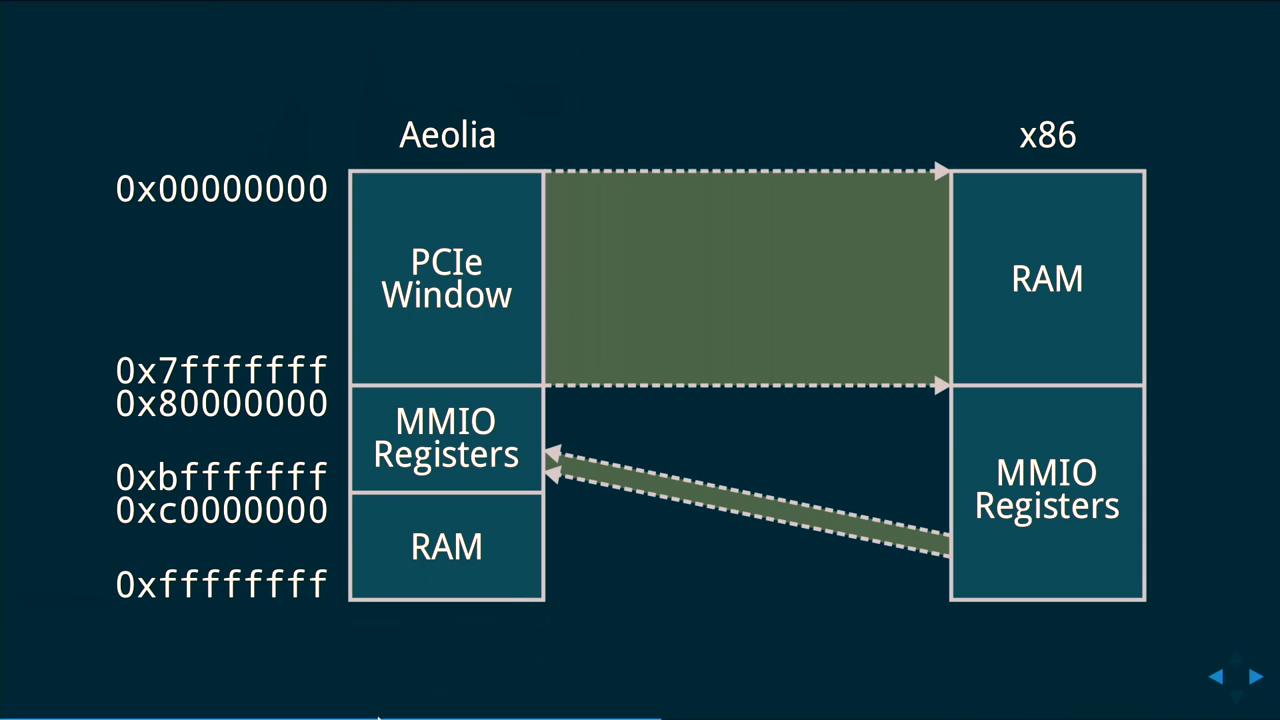 Aeolia
x86
0x00000000
PCIe
Window
RAM
0x7fffffff
0x80000000
MMIO
Registers
0xbfffffff
0xc0000000
MMIO
Registers
RAM
0xffffffff